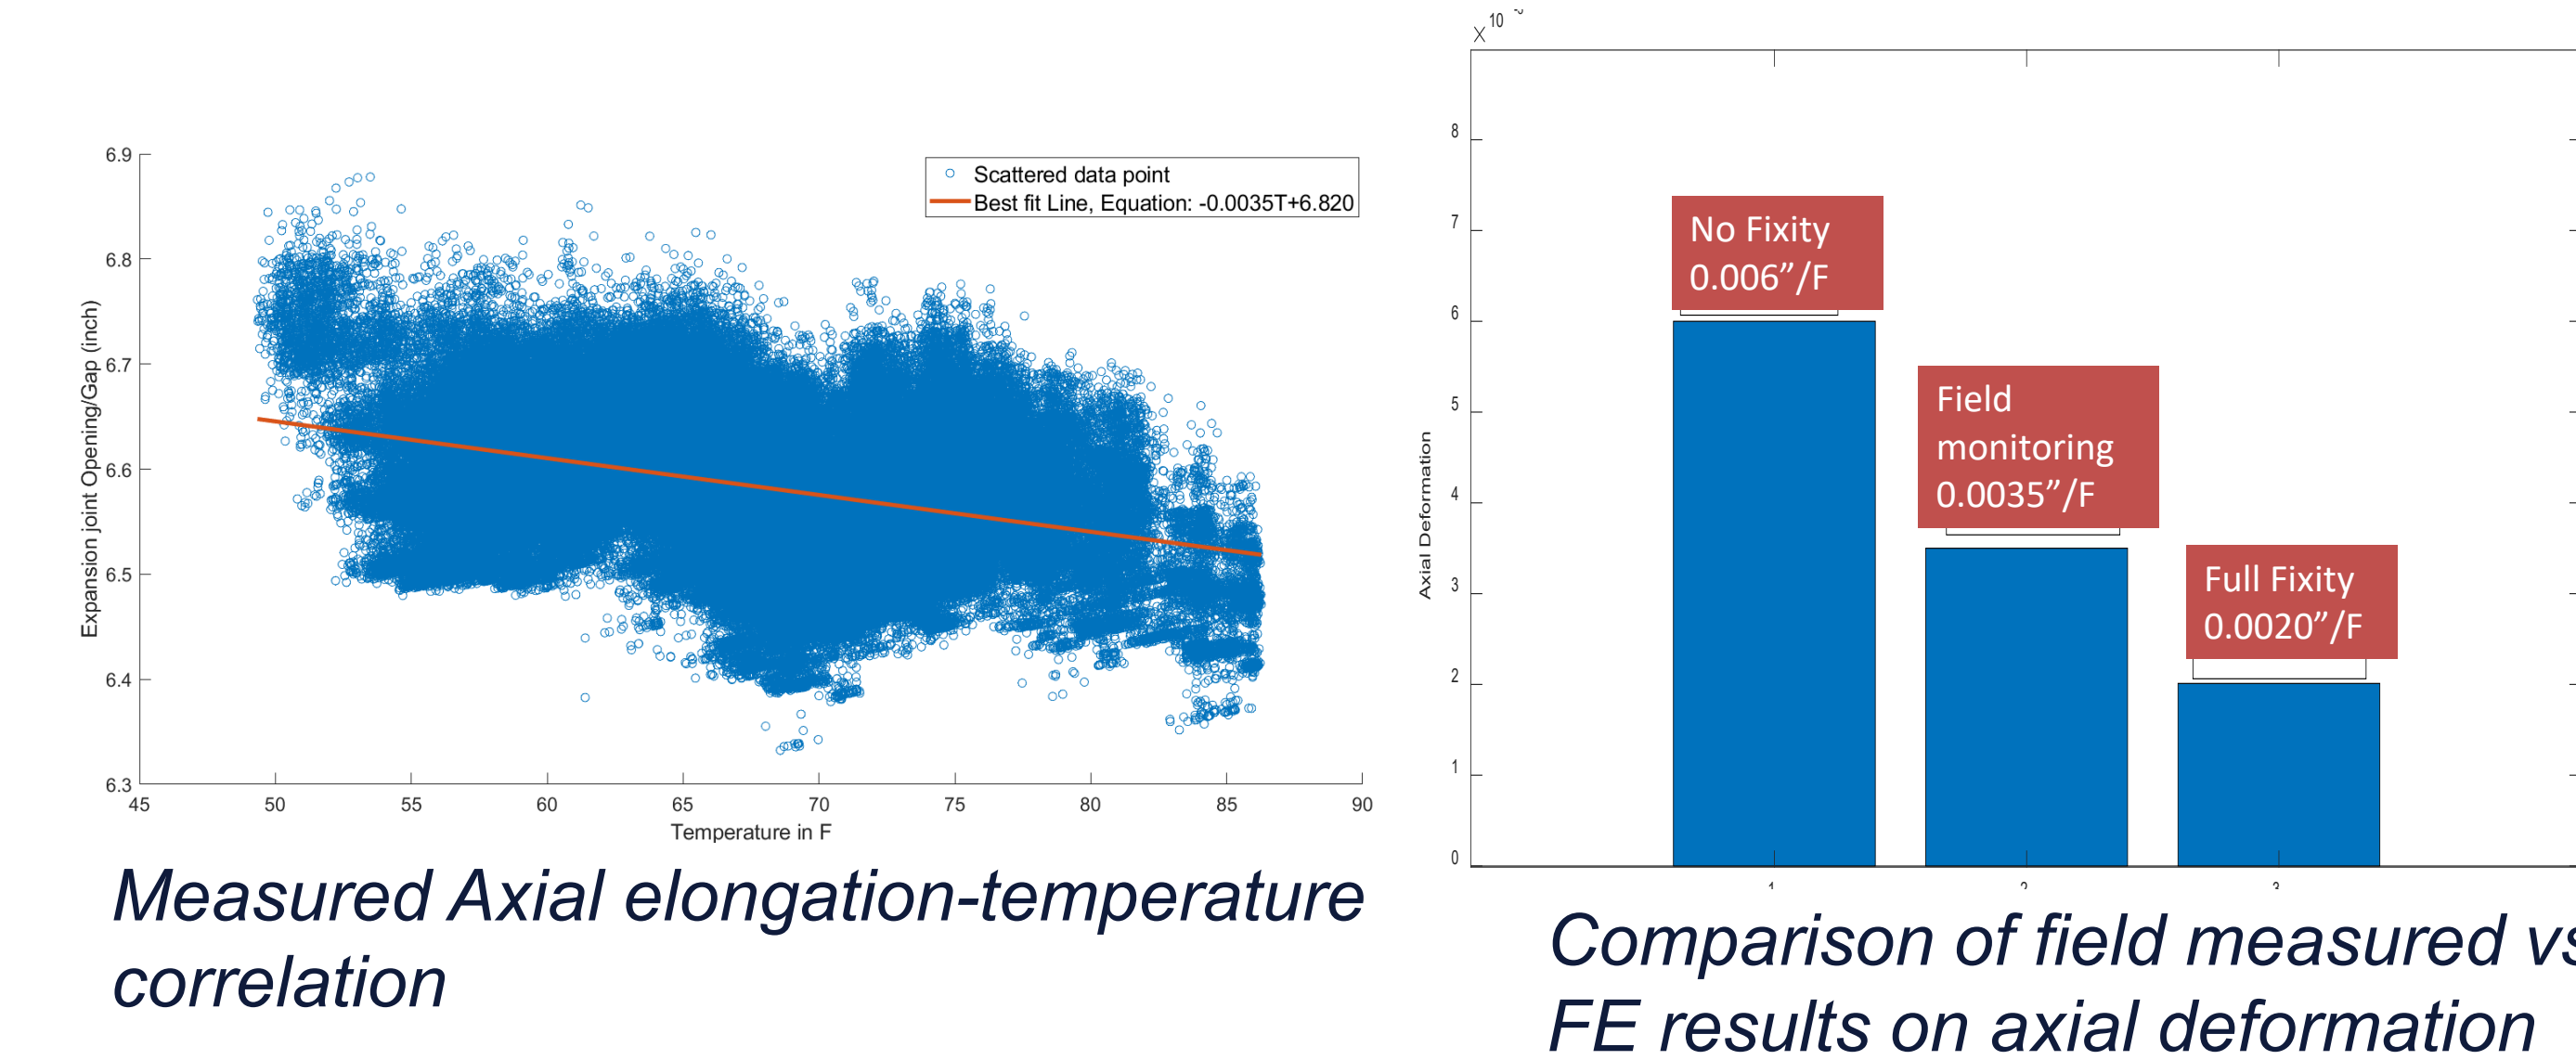 6.9
6.8
6.7
6.6
6.5
6.4
6.3
45 50 55 60 65 70 75 80 85 90
Expansion joint Opening/Gap (inch)
Temperature in F
Scattered data point
Best fit Line, Equation: -0.0035T+6.820
Measured Axial elongation-temperature
correlation
× 10
8
7
6
5
4
3
2
1
0
Axial Deformation
No Fixity
0.006”/F
Field
monitoring
0.0035”/F
Full Fixity
0.0020”/F
Comparison of field measured vs
FE results on axial deformation